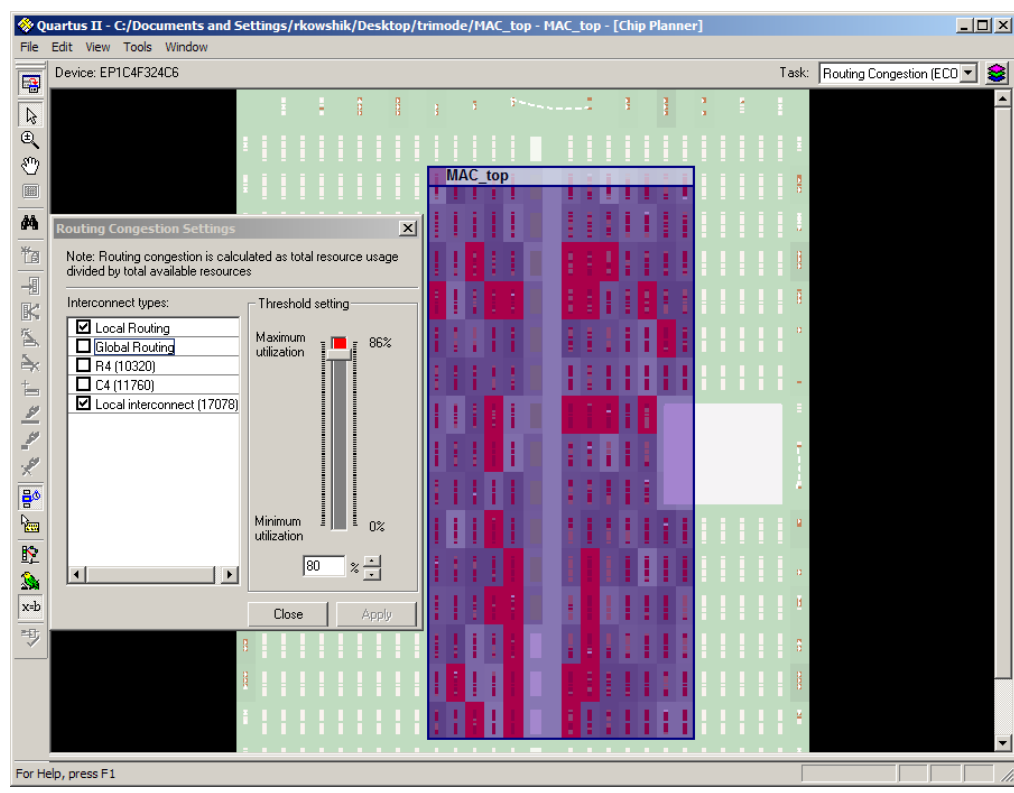 Quartus II - C:/Documents and Settings/rkowshik/Desktop/trimode/MAC_top - MAC_top - [Chip Planner]
File Edit View Tools Window
Device: EP1C4F324C6
Task: Routing Congestion (ECO
MAC_top
Routing Congestion Settings
Note: Routing congestion is calculated as total resource usage
divided by total available resources
Interconnect types:
Local Routing
Global Routing
R4 (10320)
C4 (11760)
Local interconnect (17078)
Threshold setting
Maximum
utilization
86%
Minimum
utilization
0%
80 %
Close Apply
x=b
For Help, press F1